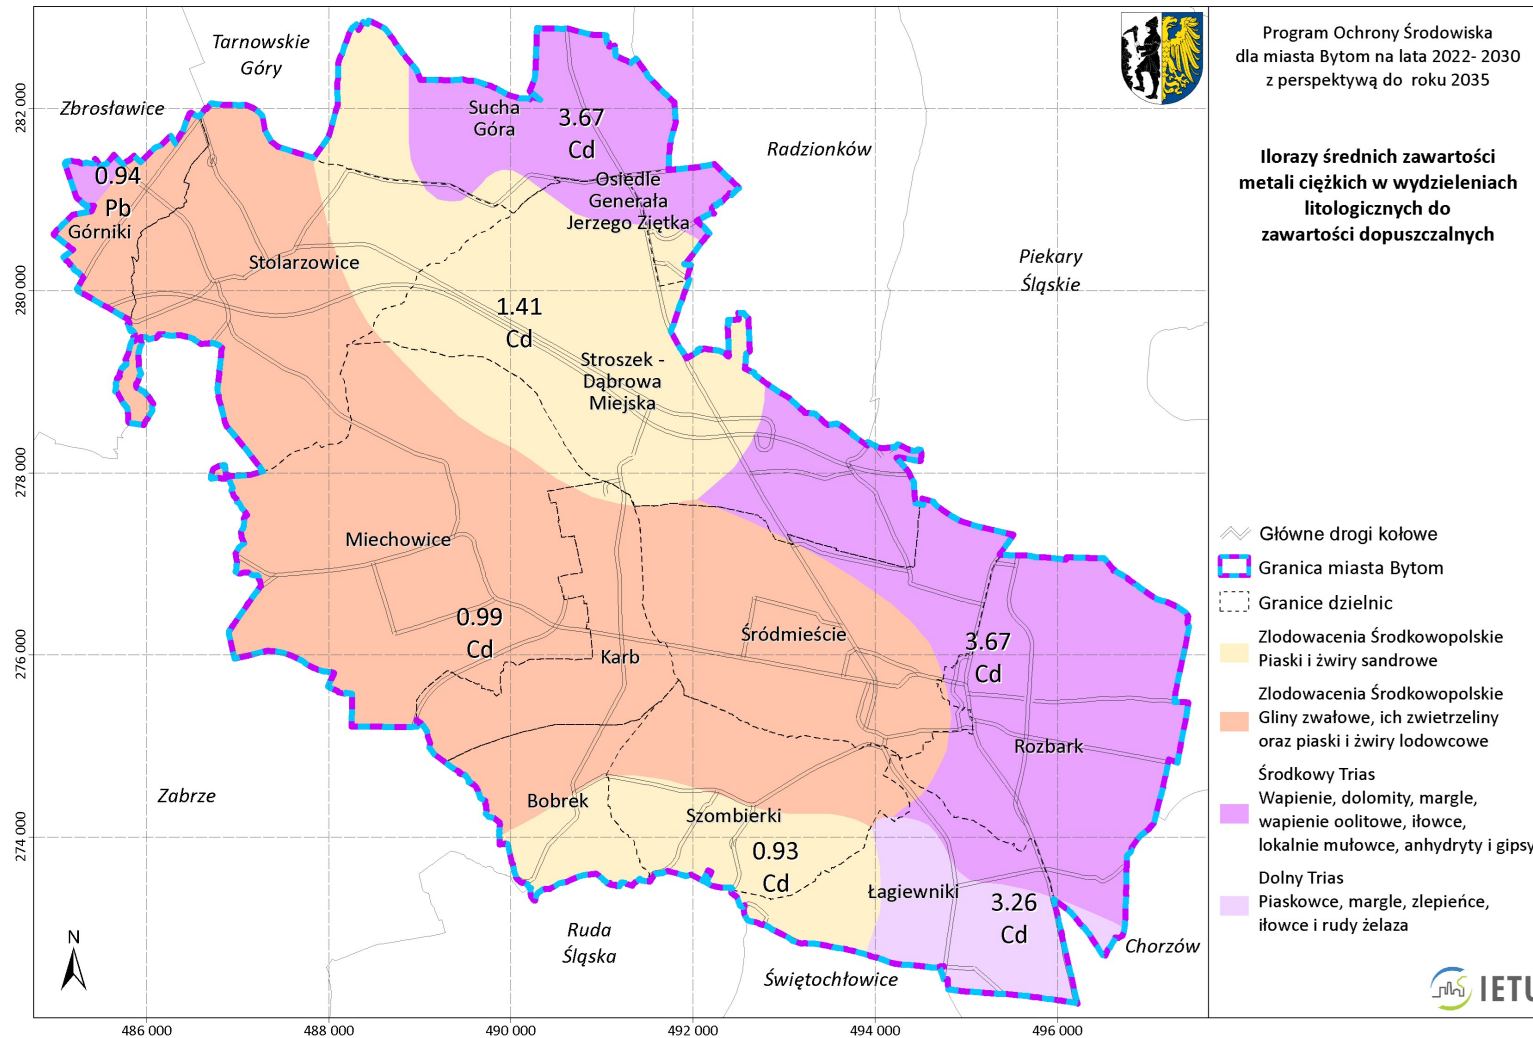 Program Ochrony Środowiska
dla miasta Bytom na lata 2022- 2030
z perspektywą do roku 2035
Ilorazy średnich zawartości
metali ciężkich w wydzieleniach
litologicznych do
zawartości dopuszczalnych
Tarnowskie
Góry
Zbrosławice
Sucha
Góra
3.67
Cd
Radzionków
0.94
Pb
Górniki
Osiedle
Generała
Jerzego Ziętka
Stolarzowice
Piekary
Śląskie
1.41
Cd
Stroszek -
Dąbrowa
Miejska
Miechowice
0.99
Cd
Karb
Śródmieście
3.67
Cd
Rozbark
Zabrze
Bobrek
Szombierki
0.93
Cd
Łagiewniki
3.26
Cd
Ruda
Śląska
Świętochłowice
Chorzów
N
282 000
280 000
278 000
276 000
274 000
486 000
488 000
490 000
492 000
494 000
496 000
Główne drogi kołowe
Granica miasta Bytom
Granice dzielnic
Zlodowacenia Środkowopolskie
Piaski i żwiry sandrowe
Zlodowacenia Środkowopolskie
Gliny zwałowe, ich zwietrzeliny
oraz piaski i żwiry lodowcowe
Środkowy Trias
Wapienie, dolomity, margle,
wapienie oolitowe, iłowce,
lokalnie mułowce, anhydryty i gipsy
Dolny Trias
Piaskowce, margle, zlepieńce,
iłowce i rudy żelaza
IETU